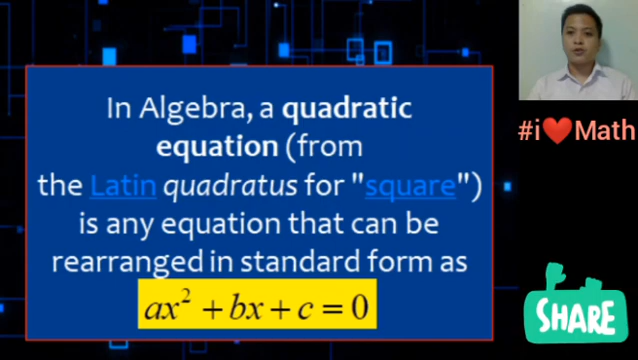 In Algebra, a quadratic
equation (from
the Latin quadratus for "square")
is any equation that can be
rearranged in standard form as
ax² + bx + c = 0
#i❤Math
SHARE